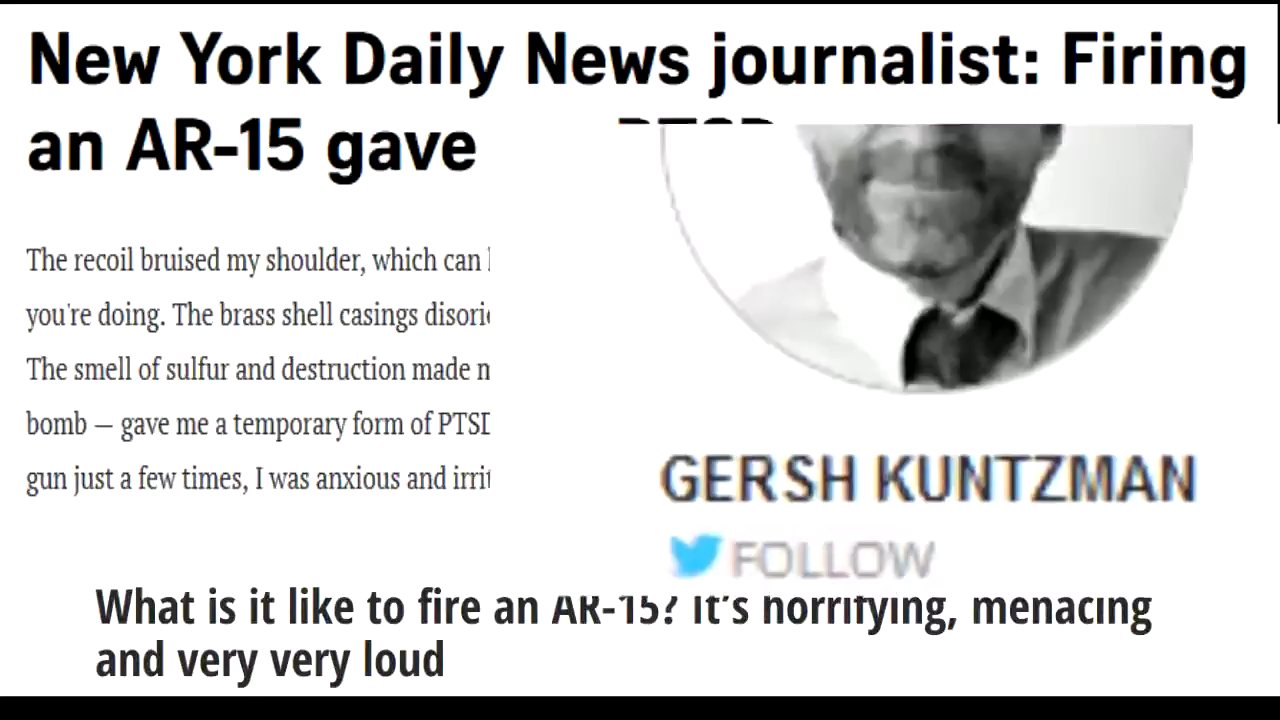 New York Daily News journalist: Firing
an AR-15 gave
The recoil bruised my shoulder, which can
you're doing. The brass shell casings
The smell of sulfur and destruction made
bomb — gave me a temporary form of
gun just a few times, I was anxious and
GERSH KUNTZMAN
FOLLOW
What is it like to fire an AR-15? It's horrifying, menacing
and very very loud